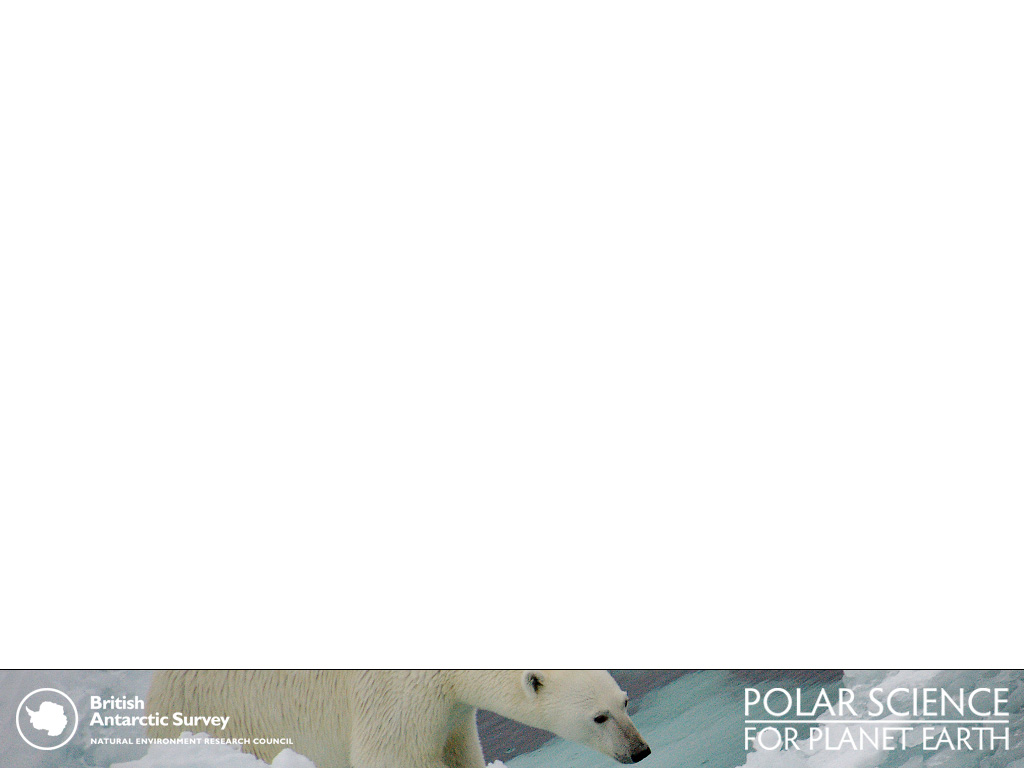 British
Antarctic Survey
NATURAL ENVIRONMENT RESEARCH COUNCIL
POLAR SCIENCE
FOR PLANET EARTH